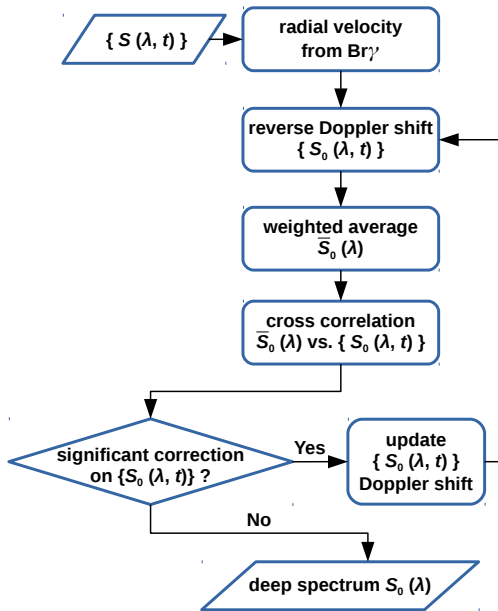 { S (λ, t) }
radial velocity
from Brγ
reverse Doppler shift
{ S₀ (λ, t) }
weighted average
S̅₀ (λ)
cross correlation
S̅₀ (λ) vs. { S₀ (λ, t) }
significant correction
on {S₀ (λ, t)} ?
Yes
update
{ S₀ (λ, t) }
Doppler shift
No
deep spectrum S₀ (λ)